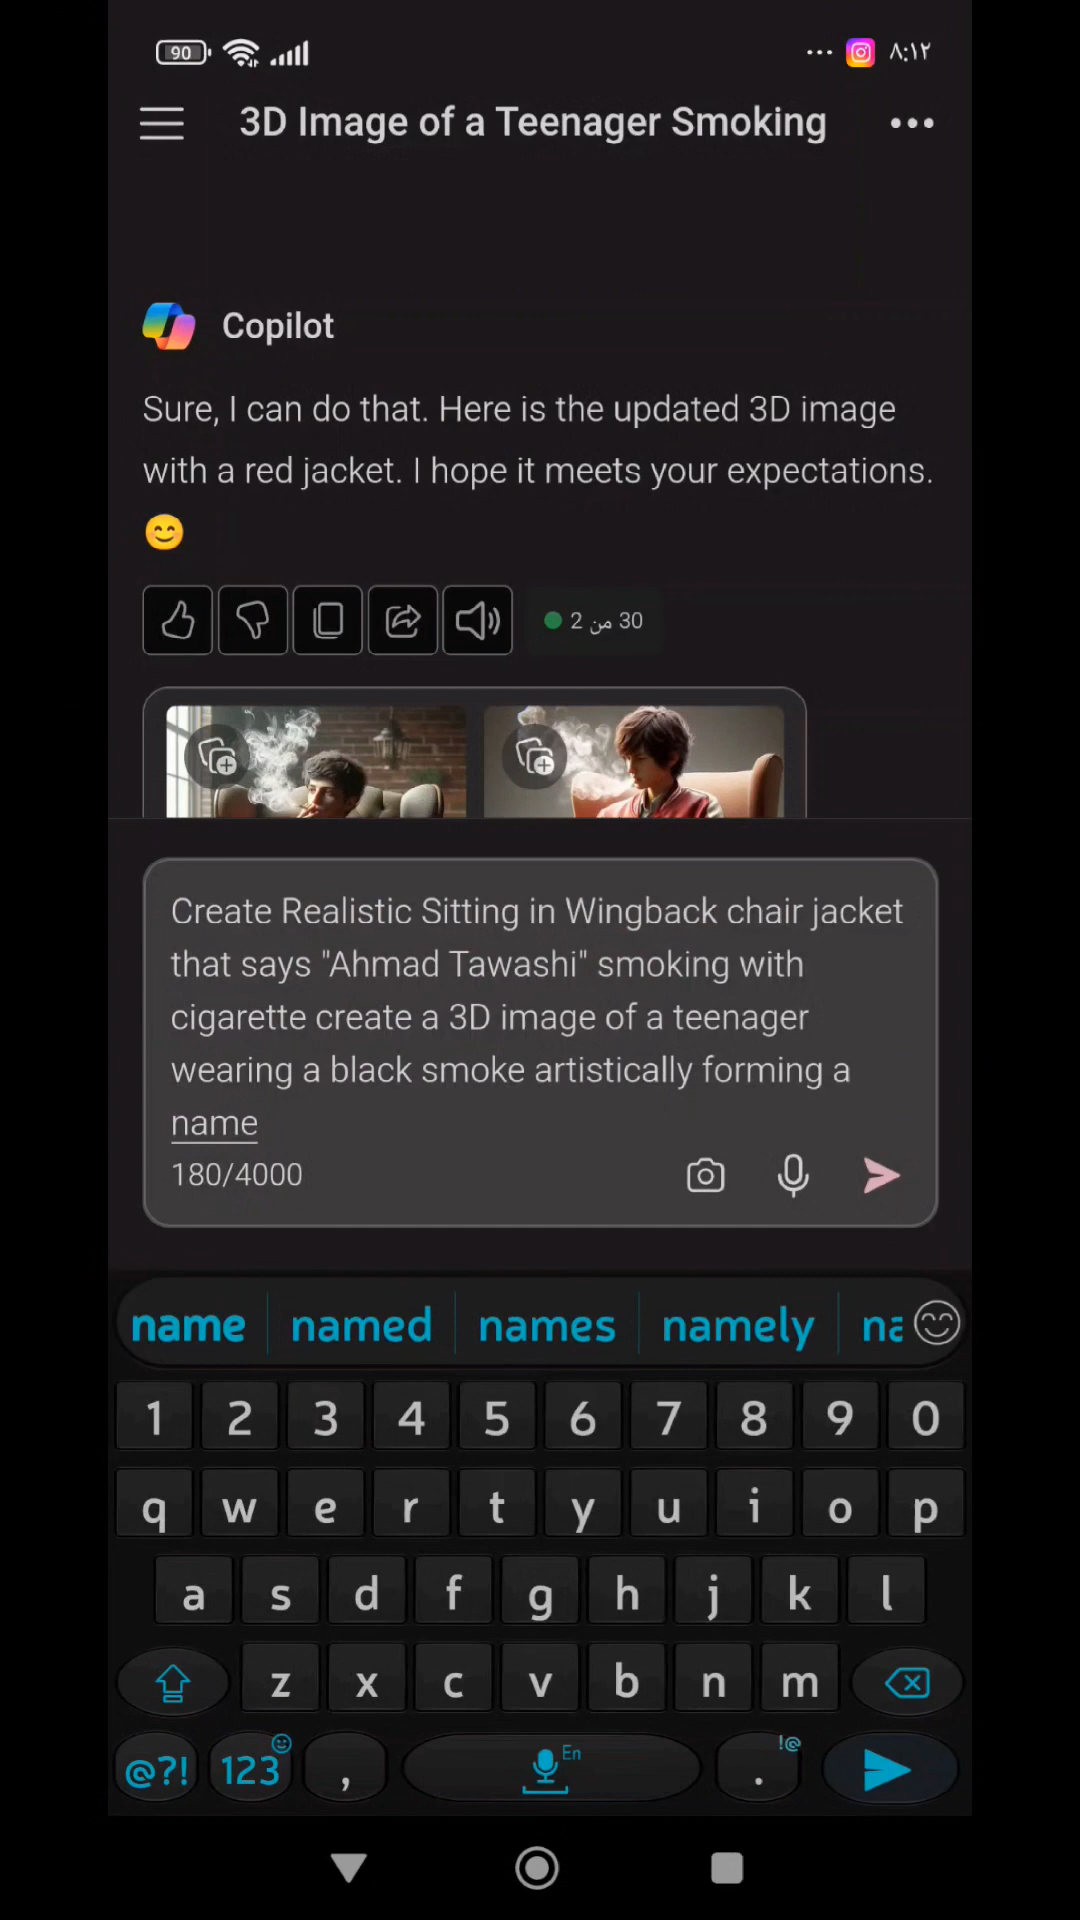 90
٨:١٢
3D Image of a Teenager Smoking
Copilot
Sure, I can do that. Here is the updated 3D image
with a red jacket. I hope it meets your expectations.
😊
2 من 30
Create Realistic Sitting in Wingback chair jacket
that says "Ahmad Tawashi" smoking with
cigarette create a 3D image of a teenager
wearing a black smoke artistically forming a
name
180/4000
name named names namely na
1 2 3 4 5 6 7 8 9 0
q w e r t y u i o p
a s d f g h j k l
z x c v b n m
@?! 123 , En . !@